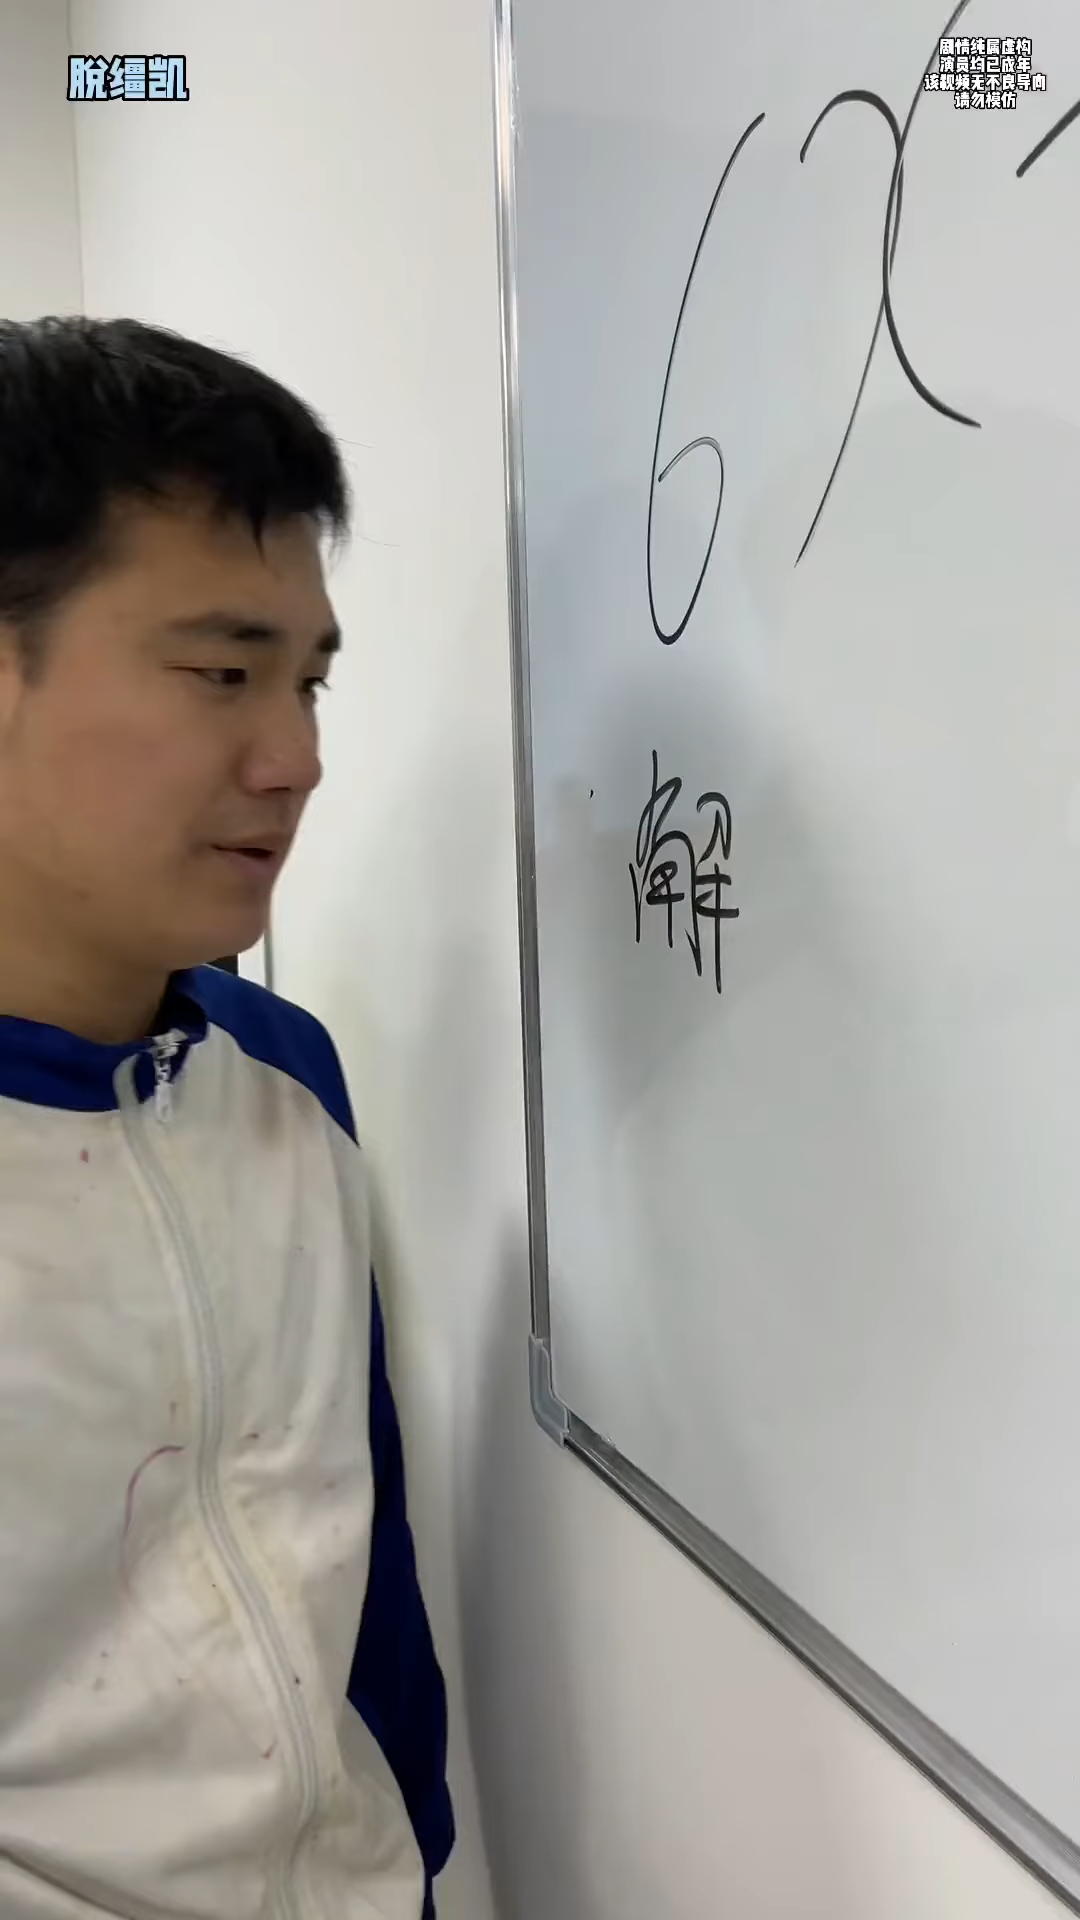 脱缰凯
剧情纯属虚构
演员均已成年
该视频无不良导向
请勿模仿
6x
解